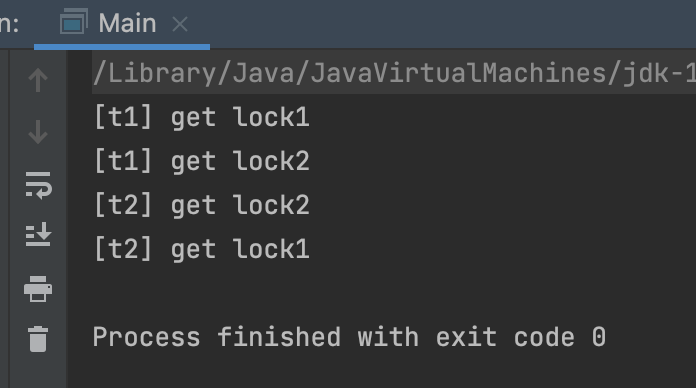 n:
Main
/Library/Java/JavaVirtualMachines/jdk-1
[t1] get lock1
[t1] get lock2
[t2] get lock2
[t2] get lock1
Process finished with exit code 0